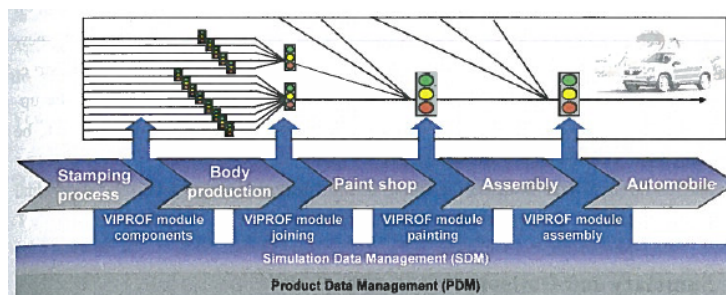 Stamping
process
Body
production
Paint shop
Assembly
Automobile
VIPROF module
components
VIPROF module
joining
VIPROF module
painting
VIPROF module
assembly
Simulation Data Management (SDM)
Product Data Management (PDM)